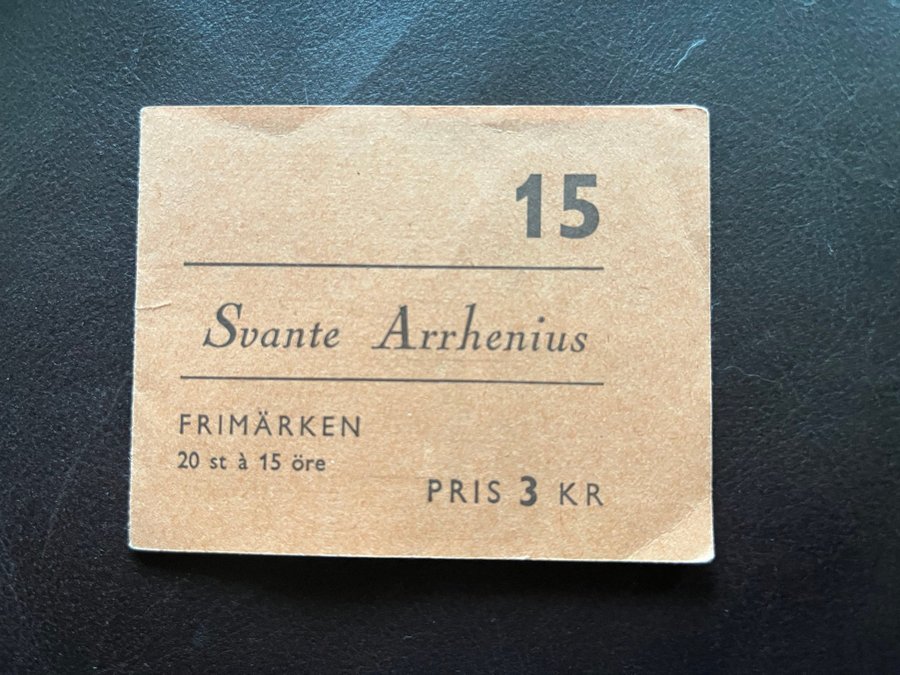 15
Svante Arrhenius
FRIMÄRKEN
20 st à 15 öre
PRIS 3 KR